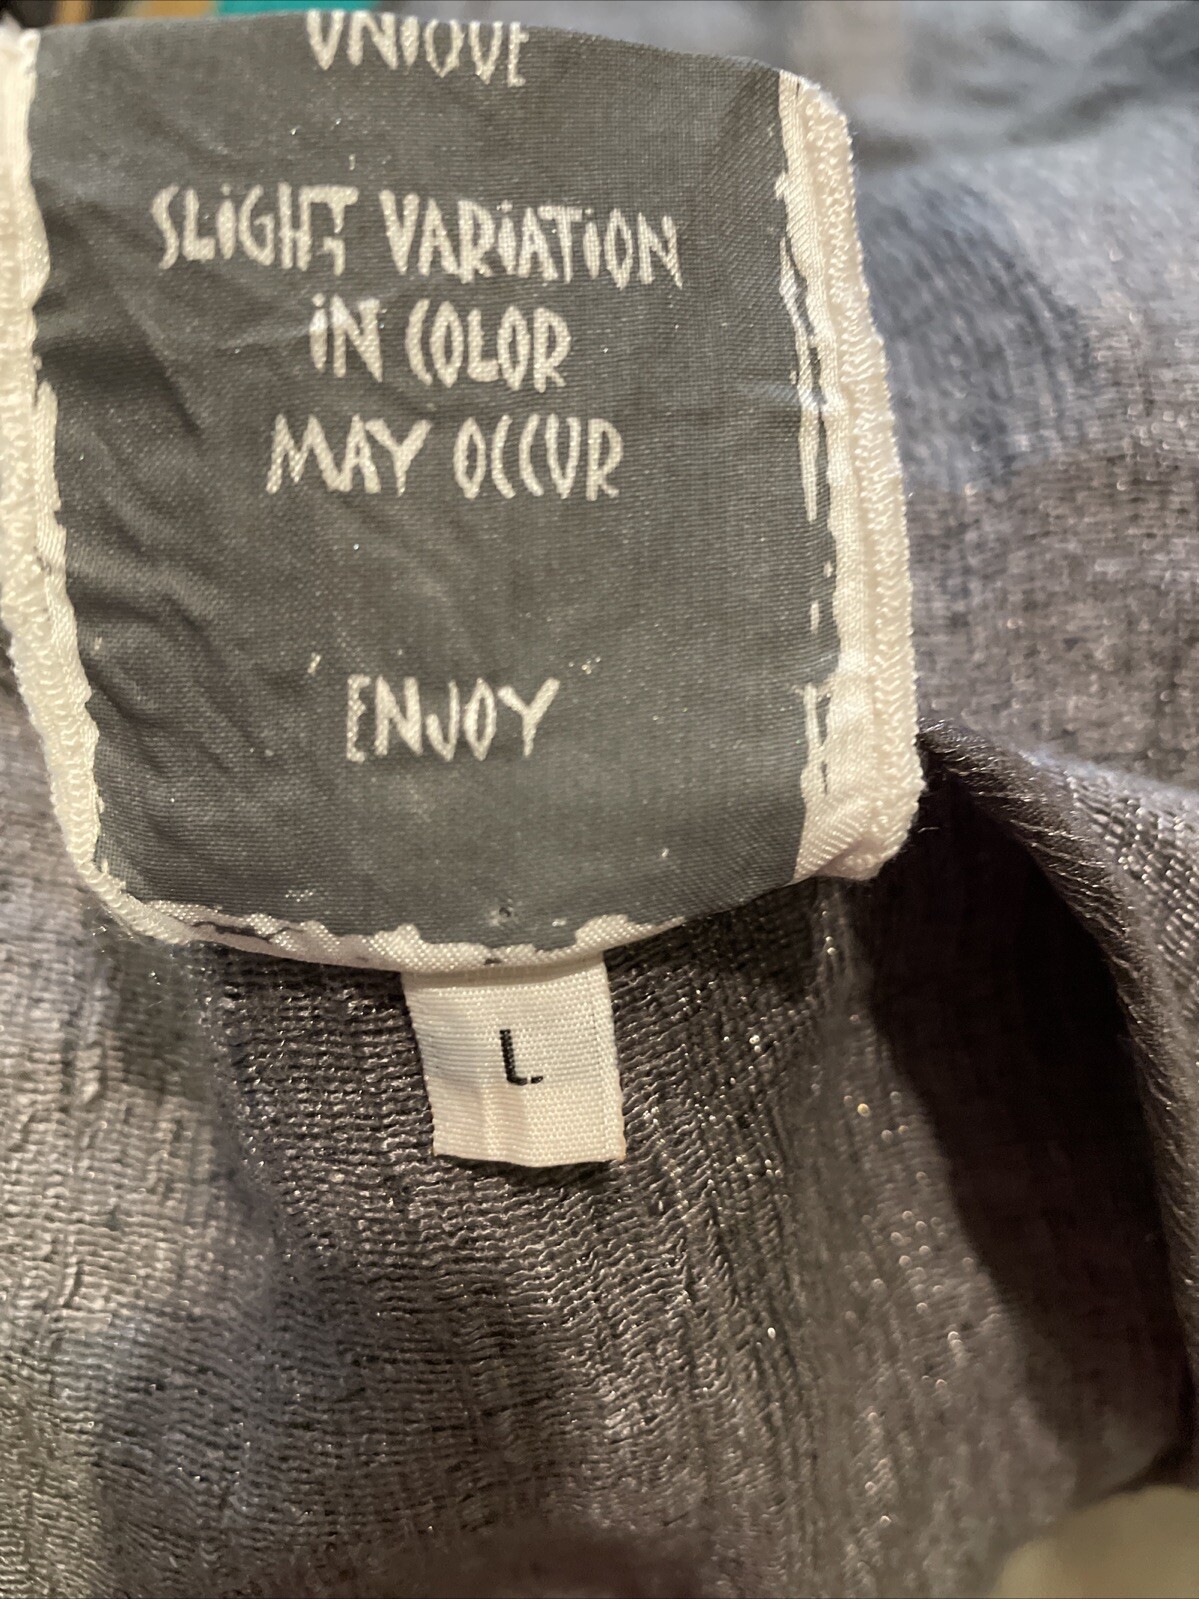 UNIQUE
SLIGHT VARIATION
IN COLOR
MAY OCCUR
ENJOY
L